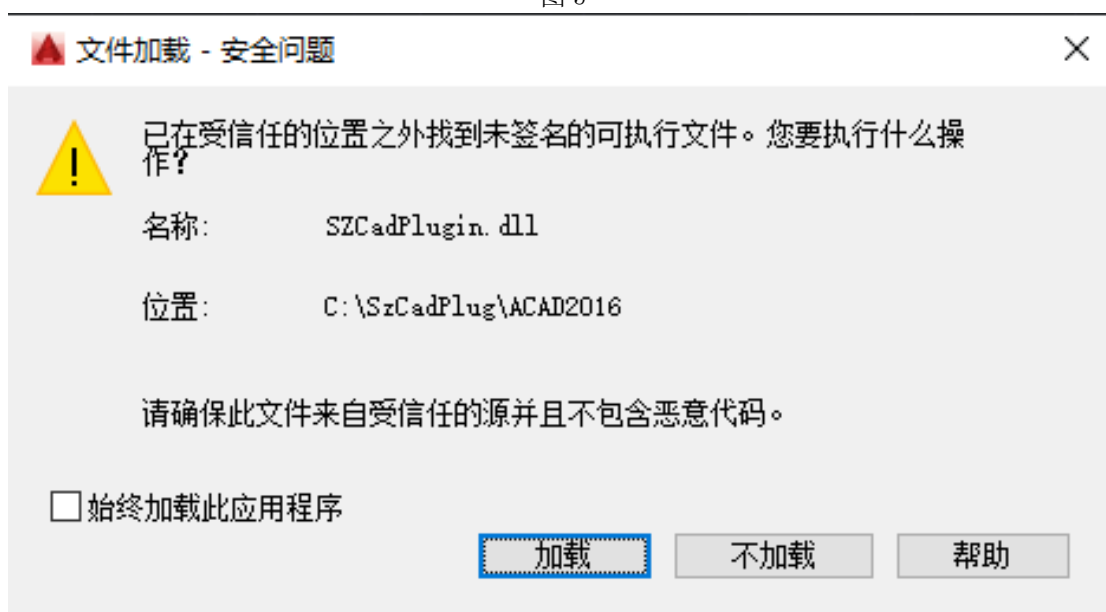 文件加载 - 安全问题
已在受信任的位置之外找到未签名的可执行文件。您要执行什么操
作?
名称: SZCadPlugin.dll
位置: C:\SzCadPlug\ACAD2016
请确保此文件来自受信任的源并且不包含恶意代码。
始终加载此应用程序
加载 不加载 帮助